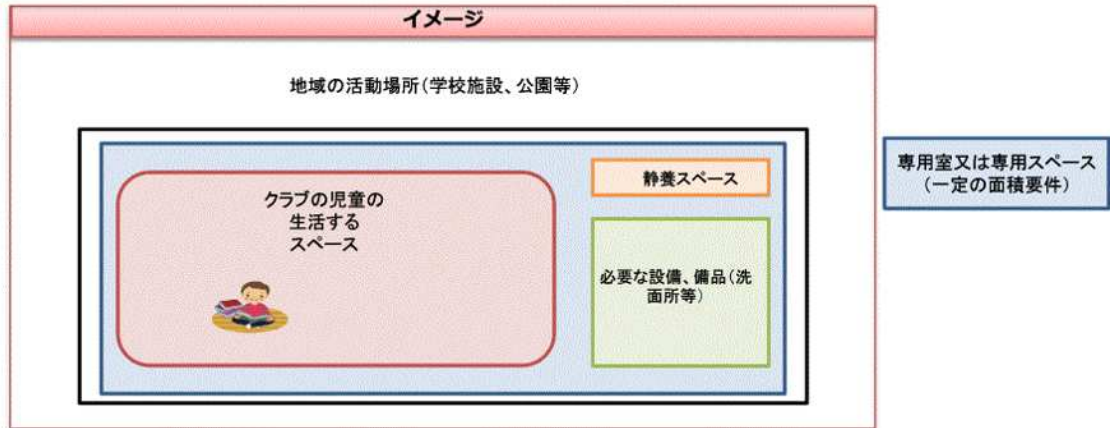 イメージ
地域の活動場所(学校施設、公園等)
専用室又は専用スペース
(一定の面積要件)
静養スペース
クラブの児童の
生活する
スペース
必要な設備、備品(洗
面所等)